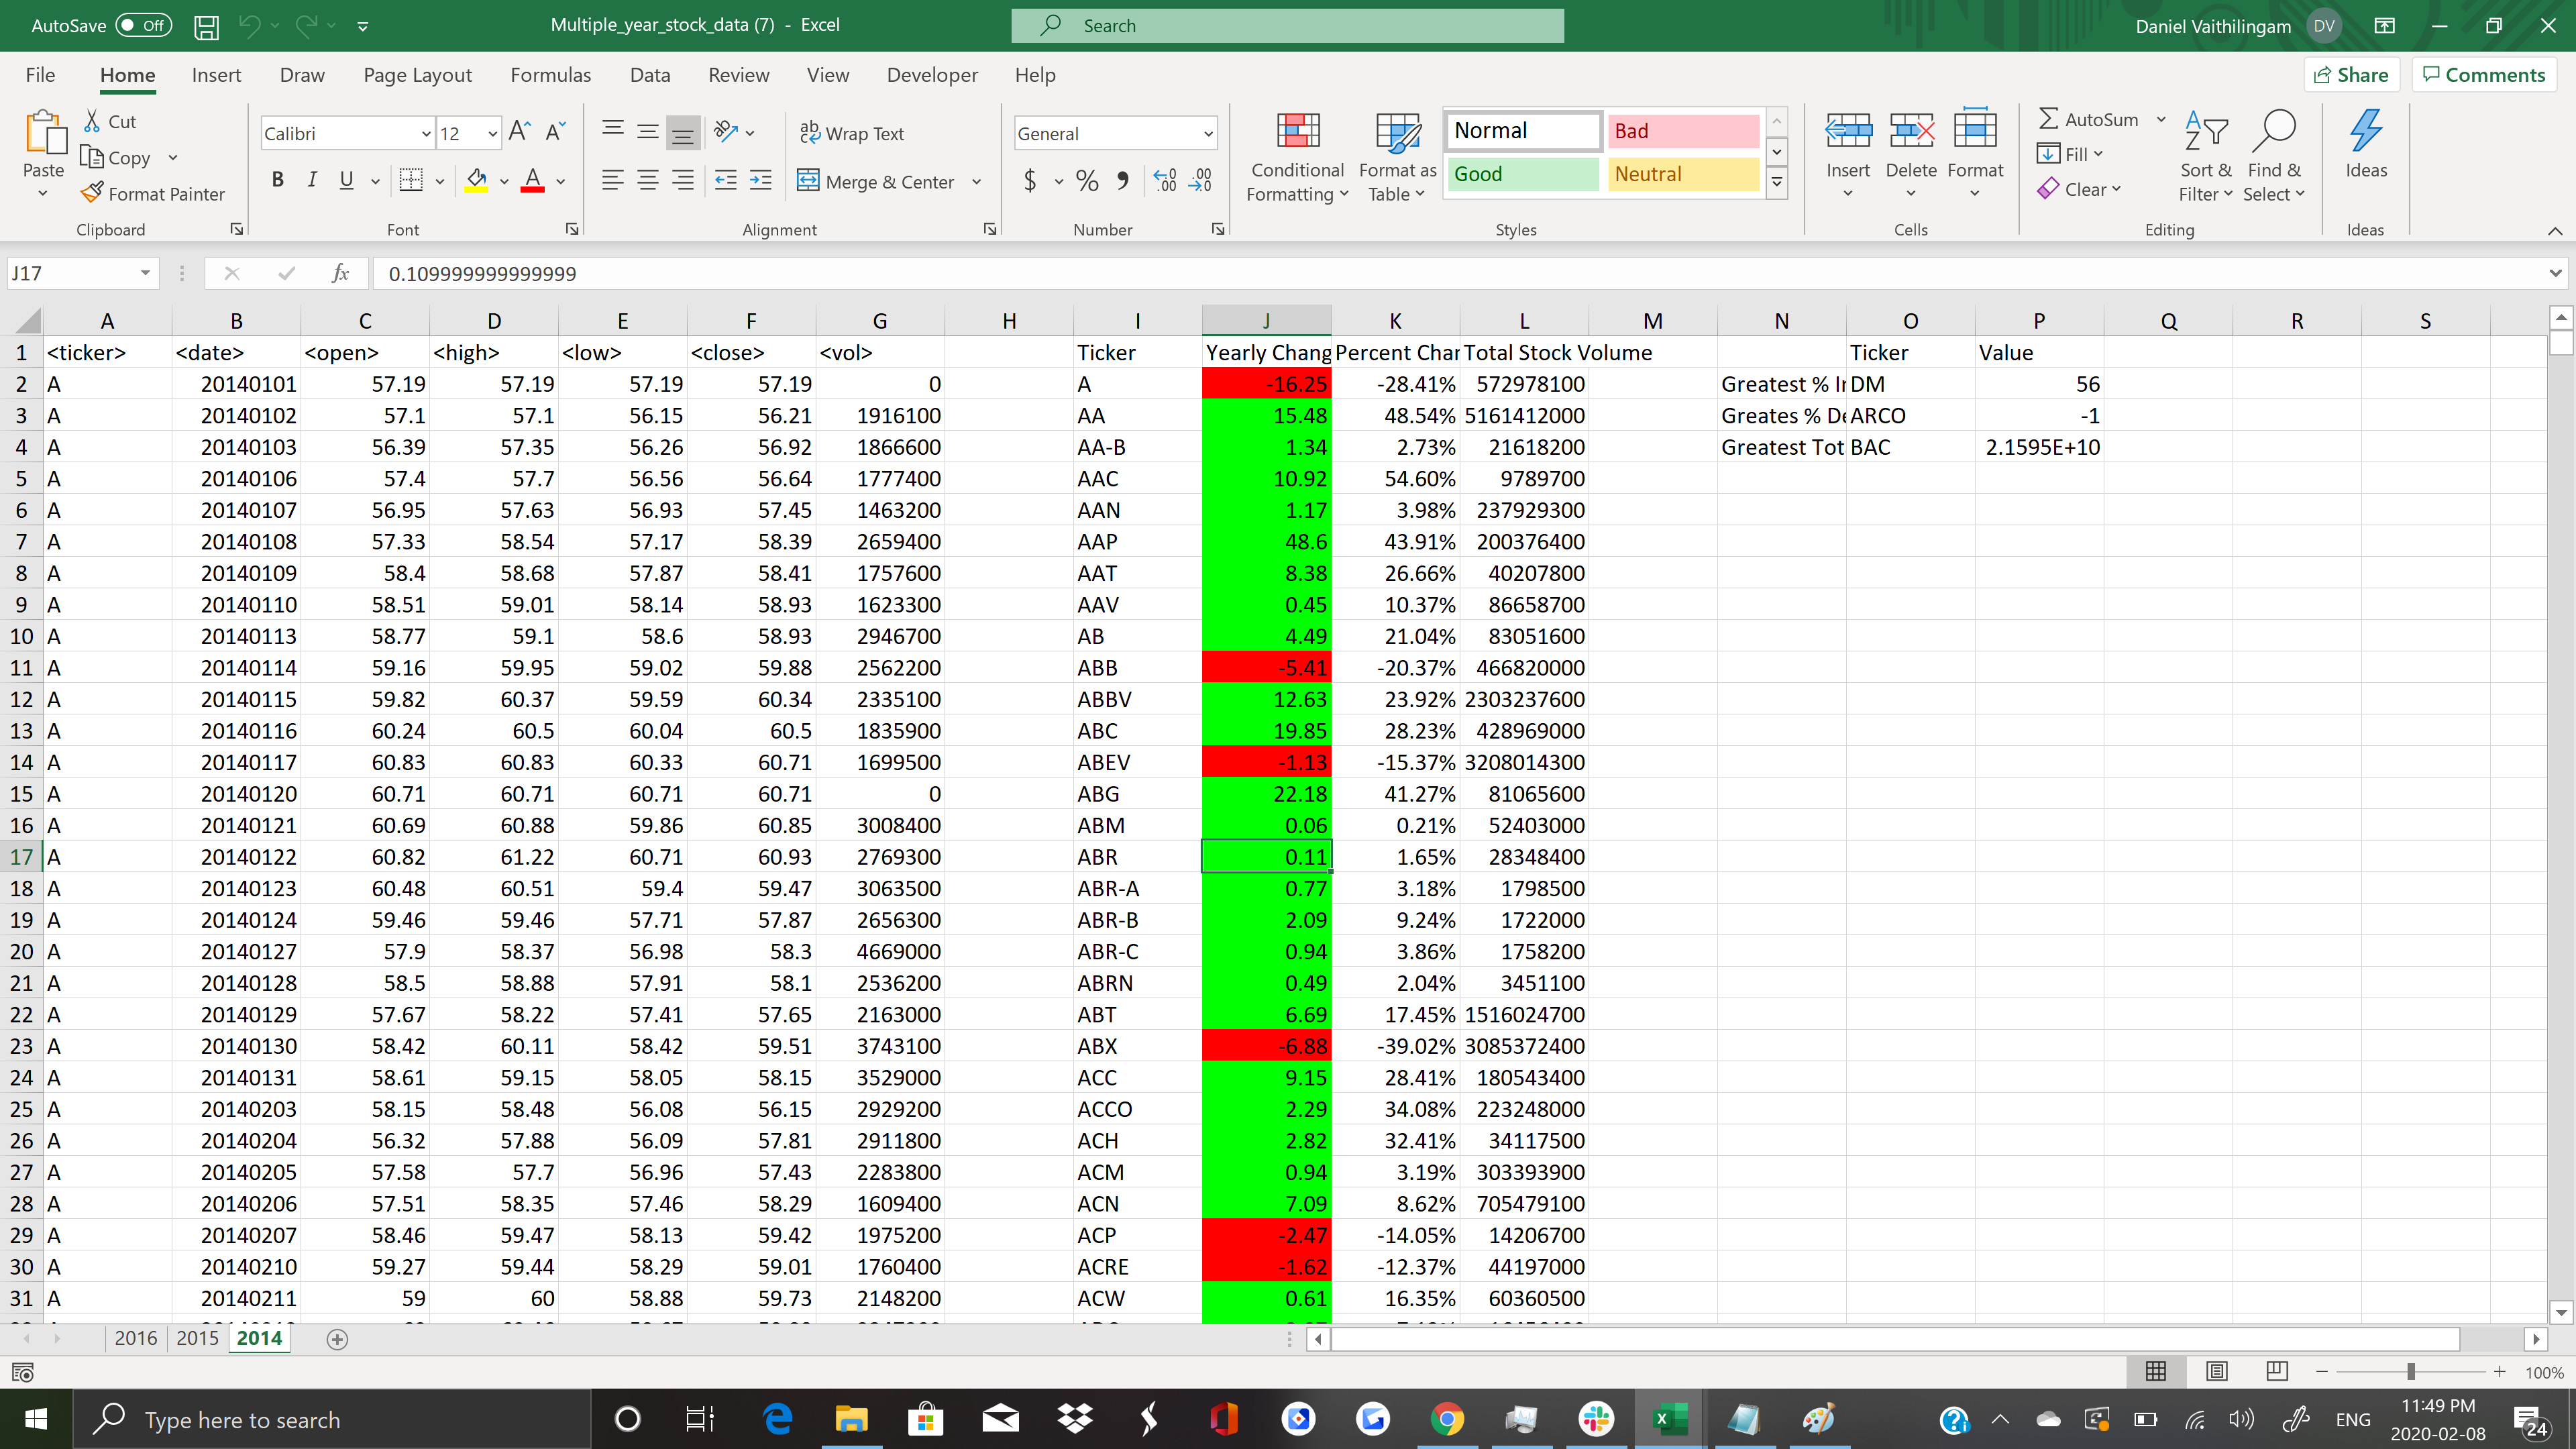 AutoSave Off Multiple_year_stock_data (7) - Excel Search Daniel Vaithilingam DV
File Home Insert Draw Page Layout Formulas Data Review View Developer Help Share Comments
Paste Cut Copy Format Painter Clipboard
Calibri 12 B I U A Font
Wrap Text Merge & Center Alignment
General $ % Number
Conditional Formatting Format as Table Normal Bad Good Neutral Styles
Insert Delete Format Cells
AutoSum Fill Clear Sort & Filter Find & Select Editing
Ideas Ideas
J17 fx 0.109999999999999
A B C D E F G H I J K L M N O P Q R S
1 <ticker> <date> <open> <high> <low> <close> <vol> Ticker Yearly Chang Percent Char Total Stock Volume Ticker Value
2 A 20140101 57.19 57.19 57.19 57.19 0 A -16.25 -28.41% 572978100 Greatest % Ir DM 56
3 A 20140102 57.1 57.1 56.15 56.21 1916100 AA 15.48 48.54% 5161412000 Greates % De ARCO -1
4 A 20140103 56.39 57.35 56.26 56.92 1866600 AA-B 1.34 2.73% 21618200 Greatest Tot BAC 2.1595E+10
5 A 20140106 57.4 57.7 56.56 56.64 1777400 AAC 10.92 54.60% 9789700
6 A 20140107 56.95 57.63 56.93 57.45 1463200 AAN 1.17 3.98% 237929300
7 A 20140108 57.33 58.54 57.17 58.39 2659400 AAP 48.6 43.91% 200376400
8 A 20140109 58.4 58.68 57.87 58.41 1757600 AAT 8.38 26.66% 40207800
9 A 20140110 58.51 59.01 58.14 58.93 1623300 AAV 0.45 10.37% 86658700
10 A 20140113 58.77 59.1 58.6 58.93 2946700 AB 4.49 21.04% 83051600
11 A 20140114 59.16 59.95 59.02 59.88 2562200 ABB -5.41 -20.37% 466820000
12 A 20140115 59.82 60.37 59.59 60.34 2335100 ABBV 12.63 23.92% 2303237600
13 A 20140116 60.24 60.5 60.04 60.5 1835900 ABC 19.85 28.23% 428969000
14 A 20140117 60.83 60.83 60.33 60.71 1699500 ABEV -1.13 -15.37% 3208014300
15 A 20140120 60.71 60.71 60.71 60.71 0 ABG 22.18 41.27% 81065600
16 A 20140121 60.69 60.88 59.86 60.85 3008400 ABM 0.06 0.21% 52403000
17 A 20140122 60.82 61.22 60.71 60.93 2769300 ABR 0.11 1.65% 28348400
18 A 20140123 60.48 60.51 59.4 59.47 3063500 ABR-A 0.77 3.18% 1798500
19 A 20140124 59.46 59.46 57.71 57.87 2656300 ABR-B 2.09 9.24% 1722000
20 A 20140127 57.9 58.37 56.98 58.3 4669000 ABR-C 0.94 3.86% 1758200
21 A 20140128 58.5 58.88 57.91 58.1 2536200 ABRN 0.49 2.04% 3451100
22 A 20140129 57.67 58.22 57.41 57.65 2163000 ABT 6.69 17.45% 1516024700
23 A 20140130 58.42 60.11 58.42 59.51 3743100 ABX -6.88 -39.02% 3085372400
24 A 20140131 58.61 59.15 58.05 58.15 3529000 ACC 9.15 28.41% 180543400
25 A 20140203 58.15 58.48 56.08 56.15 2929200 ACCO 2.29 34.08% 223248000
26 A 20140204 56.32 57.88 56.09 57.81 2911800 ACH 2.82 32.41% 34117500
27 A 20140205 57.58 57.7 56.96 57.43 2283800 ACM 0.94 3.19% 303393900
28 A 20140206 57.51 58.35 57.46 58.29 1609400 ACN 7.09 8.62% 705479100
29 A 20140207 58.46 59.47 58.13 59.42 1975200 ACP -2.47 -14.05% 14206700
30 A 20140210 59.27 59.44 58.29 59.01 1760400 ACRE -1.62 -12.37% 44197000
31 A 20140211 59 60 58.88 59.73 2148200 ACW 0.61 16.35% 60360500
2016 2015 2014
100%
Type here to search ENG 11:49 PM
2020-02-08 24